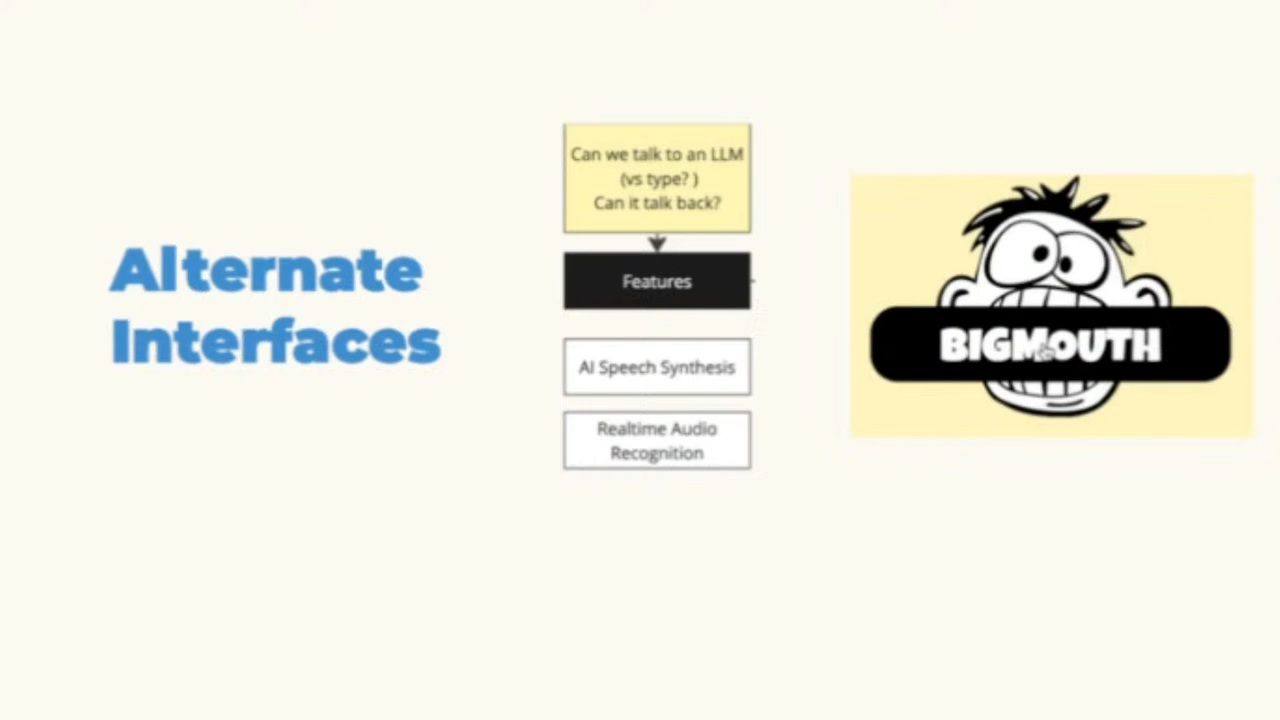 Alternate
Interfaces
Can we talk to an LLM
(vs type? )
Can it talk back?
Features
AI Speech Synthesis
Realtime Audio
Recognition
BIGMOUTH